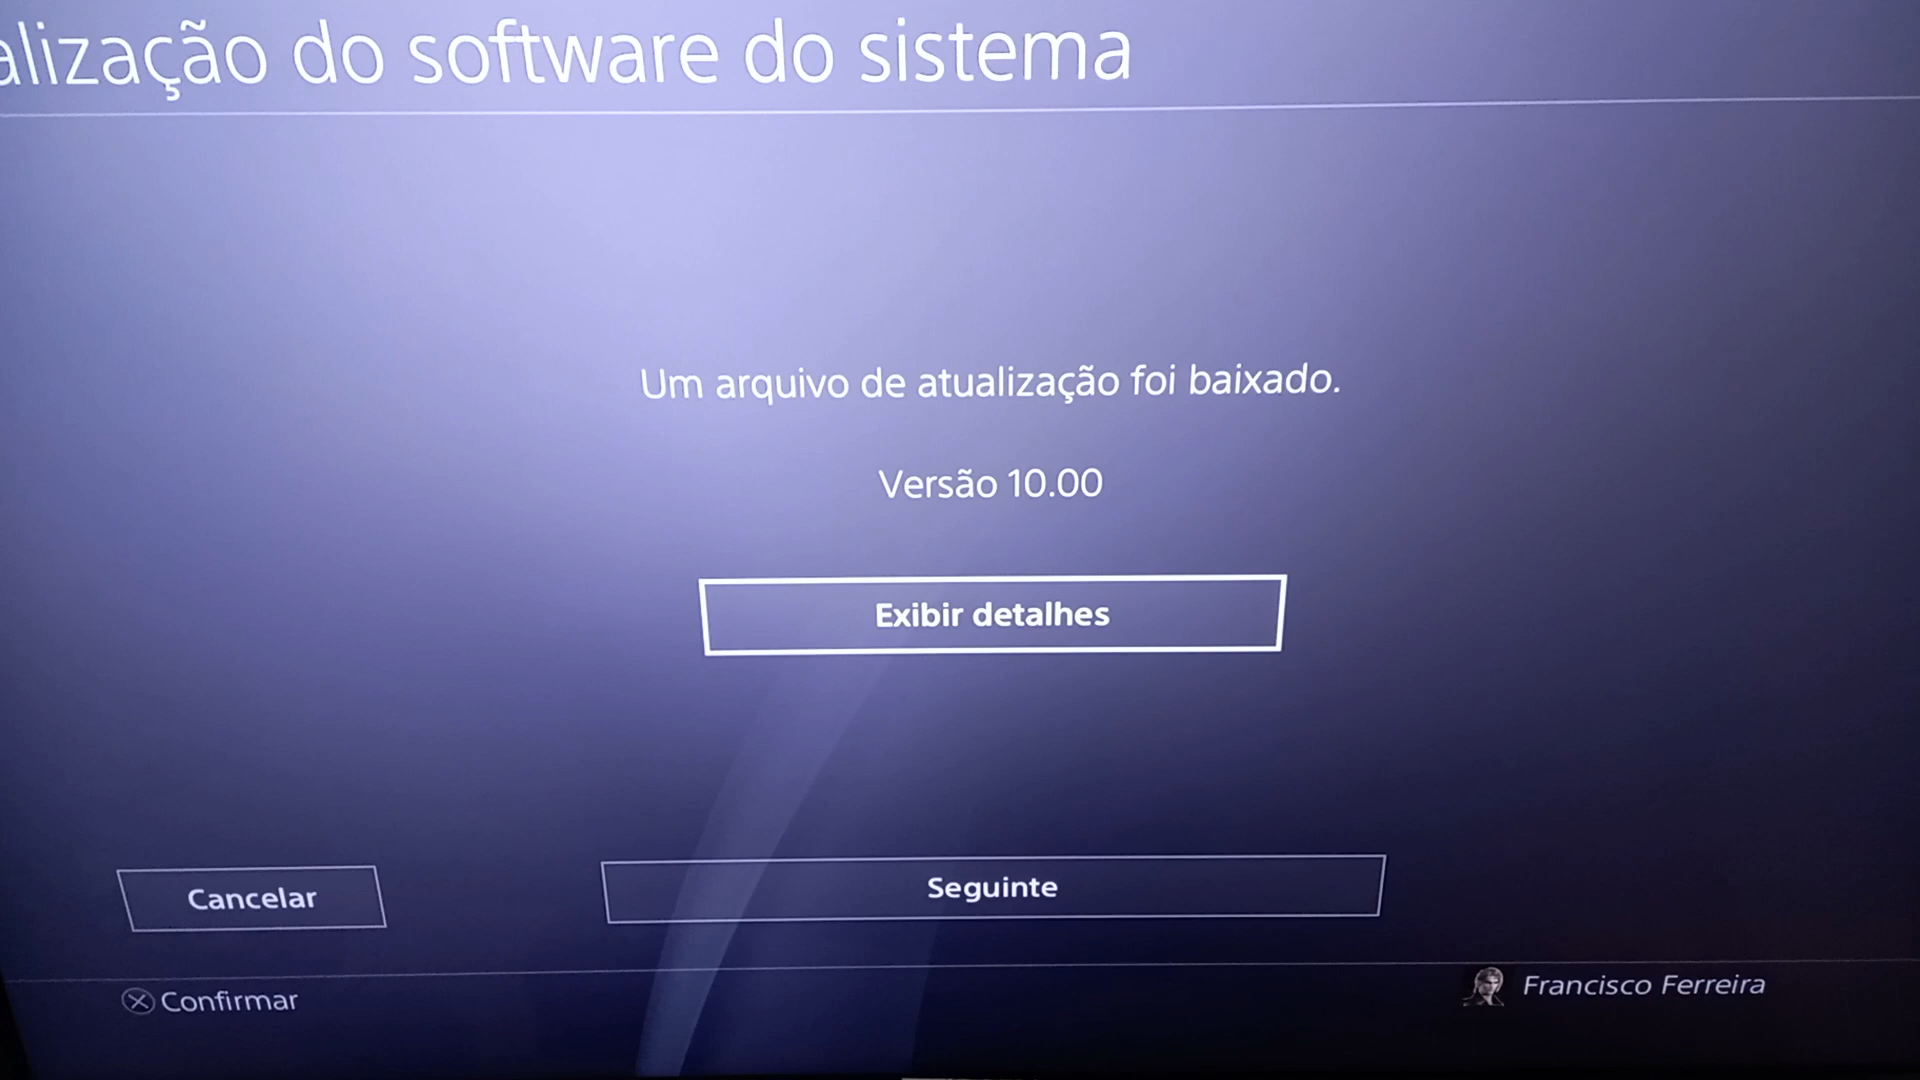 alização do software do sistema
Um arquivo de atualização foi baixado.
Versão 10.00
Exibir detalhes
Cancelar
Seguinte
Confirmar
Francisco Ferreira